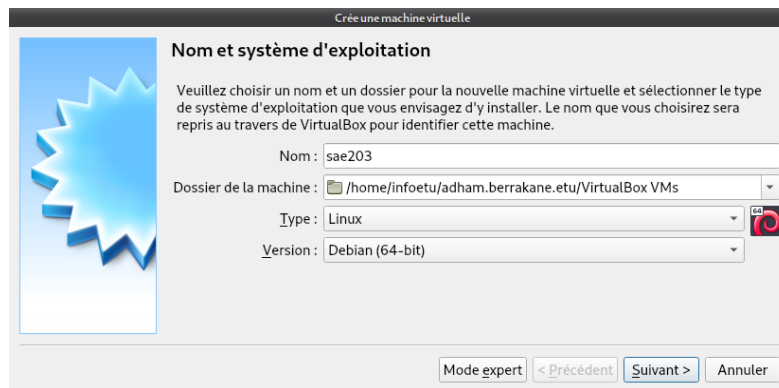 Crée une machine virtuelle
Nom et système d'exploitation
Veuillez choisir un nom et un dossier pour la nouvelle machine virtuelle et sélectionner le type
de système d'exploitation que vous envisagez d'y installer. Le nom que vous choisirez sera
repris au travers de VirtualBox pour identifier cette machine.
Nom : sae203
Dossier de la machine : /home/infoetu/adham.berrakane.etu/VirtualBox VMs
Type : Linux
64
Version : Debian (64-bit)
Mode expert < Précédent Suivant > Annuler